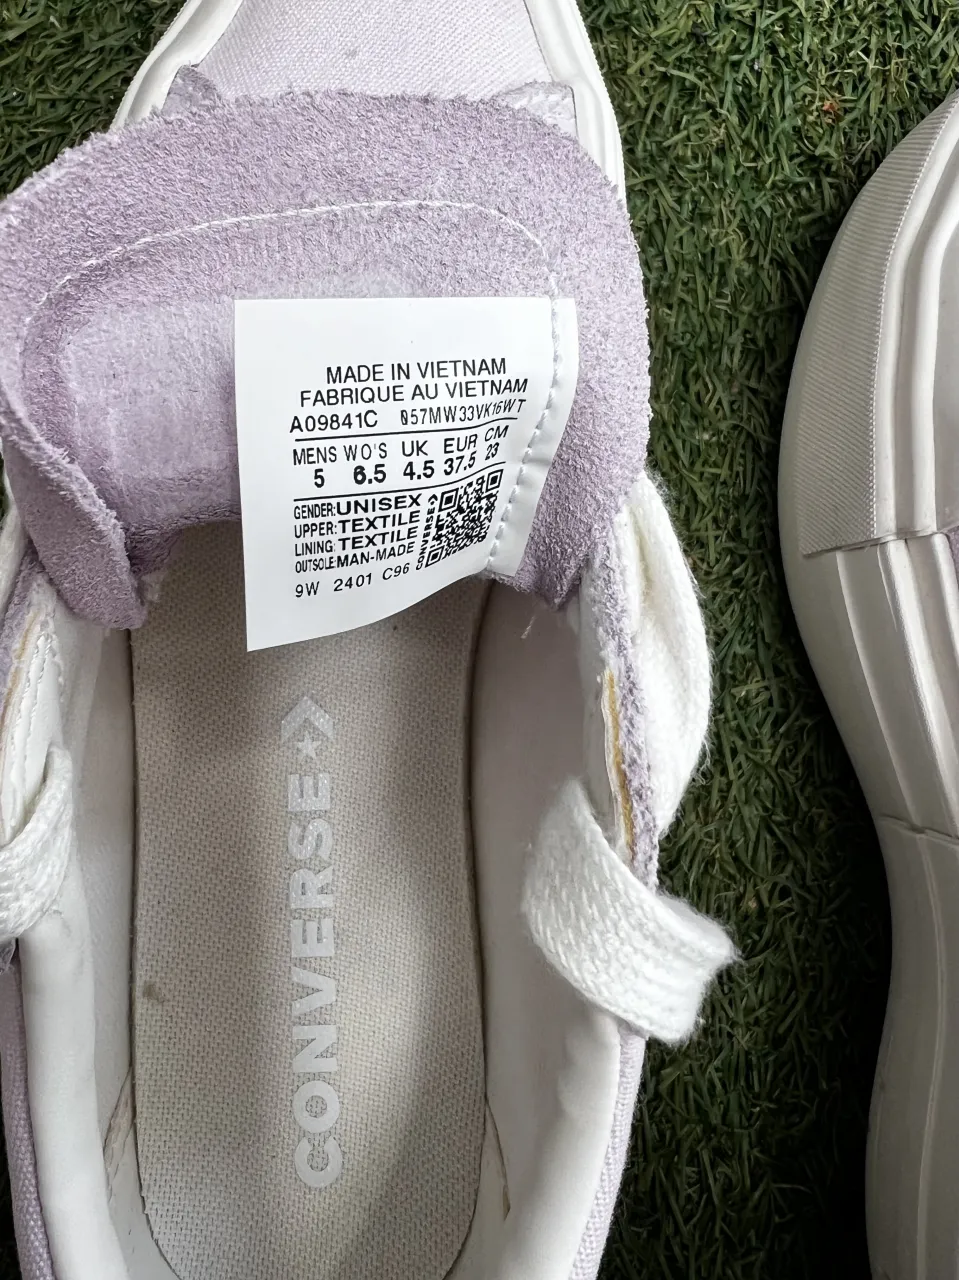 MADE IN VIETNAM
FABRIQUE AU VIETNAM
A09841C 057MW33VK16WT
MENS WO'S UK EUR CM
5 6.5 4.5 37.5 23
GENDER:UNISEX
UPPER:TEXTILE
LINING:TEXTILE
OUTSOLE:MAN-MADE
9W 2401 C96
CONVERSE
CONVERSE